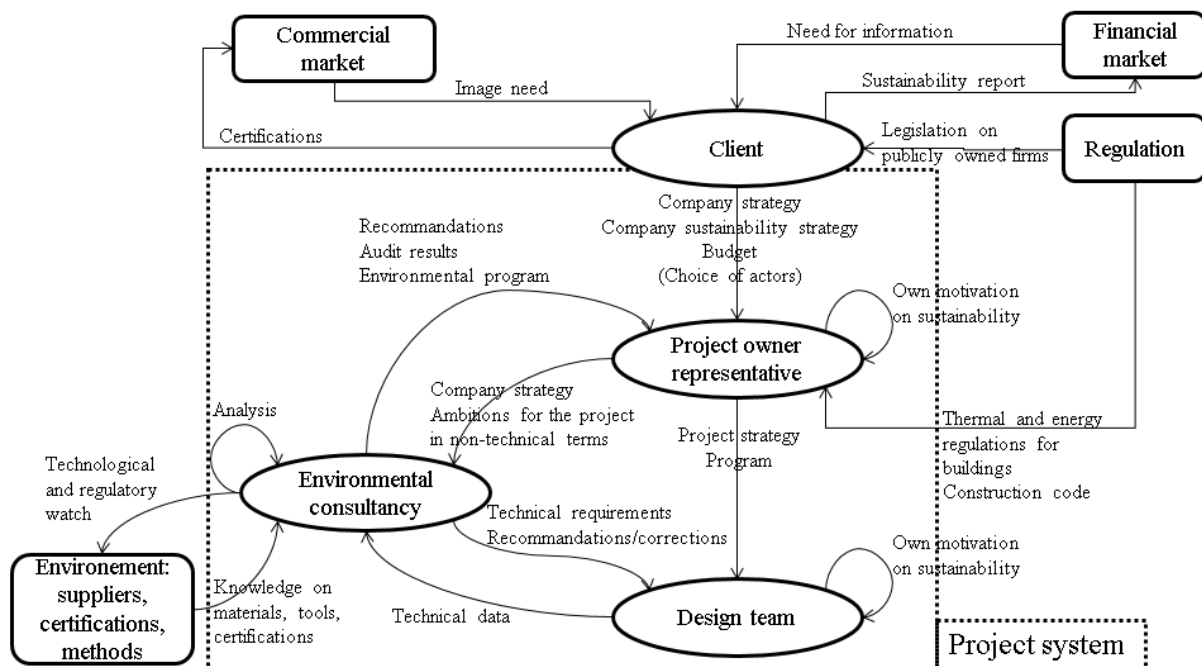 Commercial
market
Need for information
Financial
market
Image need
Sustainability report
Certifications
Client
Legislation on
publicly owned firms
Regulation
Company strategy
Company sustainability strategy
Budget
(Choice of actors)
Recommandations
Audit results
Environmental program
Own motivation
on sustainability
Project owner
representative
Company strategy
Ambitions for the project
in non-technical terms
Analysis
Project strategy
Program
Thermal and energy
regulations for
buildings
Construction code
Technological
and regulatory
watch
Environmental
consultancy
Technical requirements
Recommandations/corrections
Own motivation
on sustainability
Environement:
suppliers,
certifications,
methods
Knowledge on
materials, tools,
certifications
Technical data
Design team
Project system